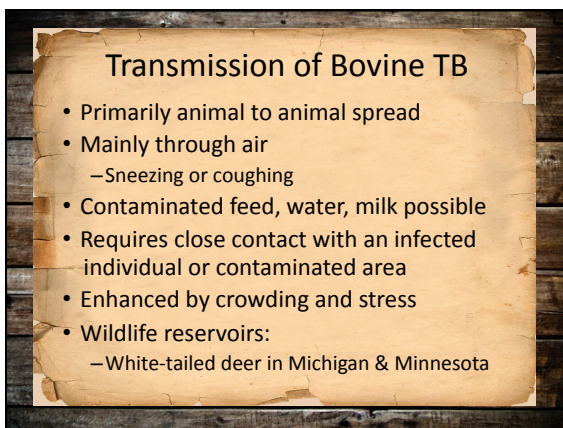 Transmission of Bovine TB
• Primarily animal to animal spread
• Mainly through air
–Sneezing or coughing
• Contaminated feed, water, milk possible
• Requires close contact with an infected
individual or contaminated area
• Enhanced by crowding and stress
• Wildlife reservoirs:
–White-tailed deer in Michigan & Minnesota